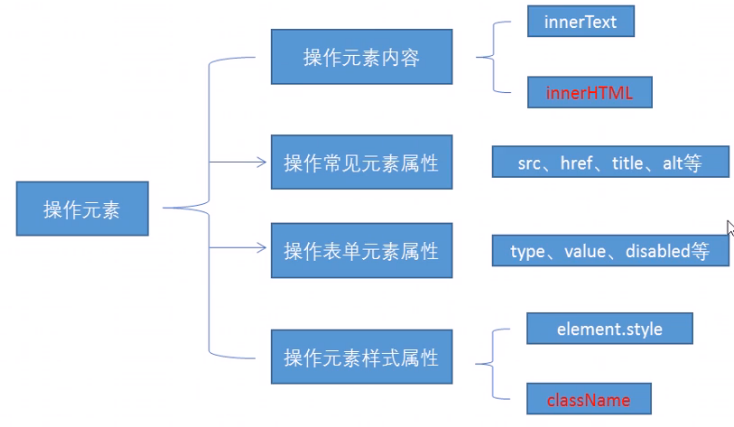 操作元素
操作元素内容
innerText
innerHTML
操作常见元素属性
src、href、title、alt等
操作表单元素属性
type、value、disabled等
操作元素样式属性
element.style
className